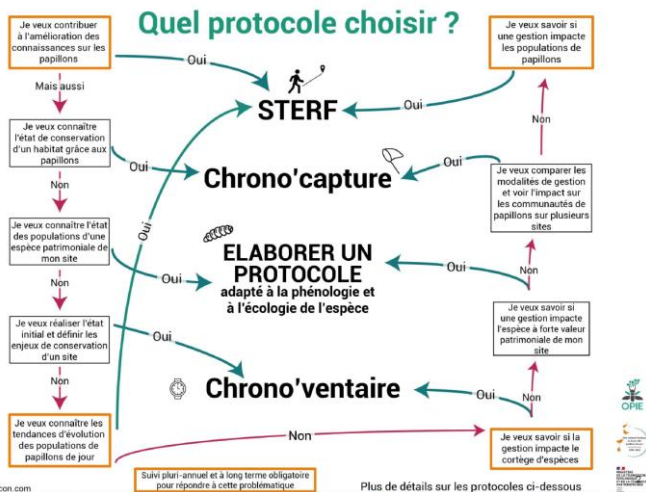 Quel protocole choisir ?
Je veux contribuer
à l'amélioration des
connaissances sur les
papillons
Oui
Mais aussi
Je veux connaître
l'état de conservation
d'un habitat grâce aux
papillons
Oui
Non
Je veux connaître l'état
des populations d'une
espèce patrimoniale de
mon site
Oui
Non
Je veux réaliser l'état
initial et définir les
enjeux de conservation
d'un site
Oui
Non
Je veux connaître les
tendances d'évolution
des populations de
papillons de jour
Oui
Non
STERF
Chrono'capture
ELABORER UN
PROTOCOLE
adapté à la phénologie et
à l'écologie de l'espèce
Chrono'ventaire
Je veux savoir si
une gestion impacte
les populations de
papillons
Oui
Non
Je veux comparer les
modalités de gestion
et voir l'impact sur
les communautés de
papillons sur plusieurs
sites
Oui
Non
Je veux savoir si
une gestion impacte
l'espèce à forte valeur
patrimoniale de mon
site
Oui
Non
Je veux savoir si la
gestion impacte le
cortège d'espèces
Oui
Suivi pluri-annuel et à long terme obligatoire
pour répondre à cette problématique
Plus de détails sur les protocoles ci-dessous
con.com
OPIE